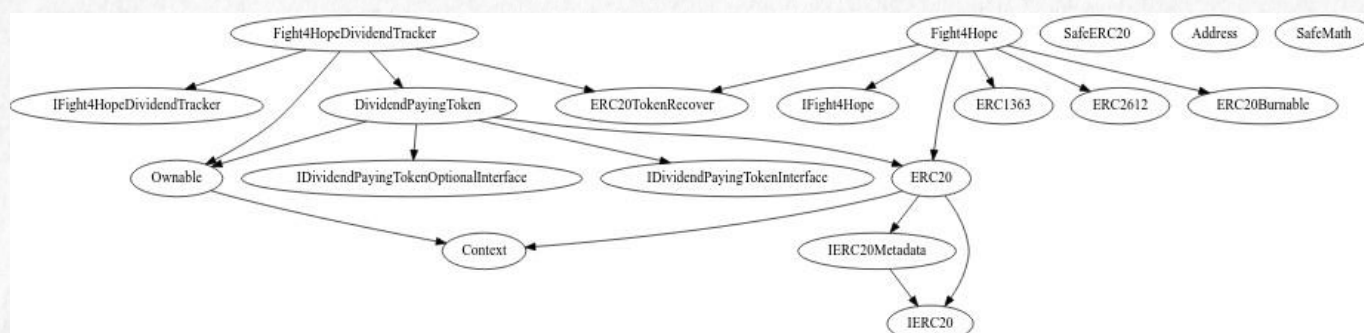 Fight4HopeDividendTracker
Fight4Hope
SafeERC20
Address
SafeMath
IFight4HopeDividendTracker
DividendPayingToken
ERC20TokenRecover
IFight4Hope
ERC1363
ERC2612
ERC20Burnable
Ownable
IDividendPayingTokenOptionalInterface
IDividendPayingTokenInterface
ERC20
Context
IERC20Metadata
IERC20